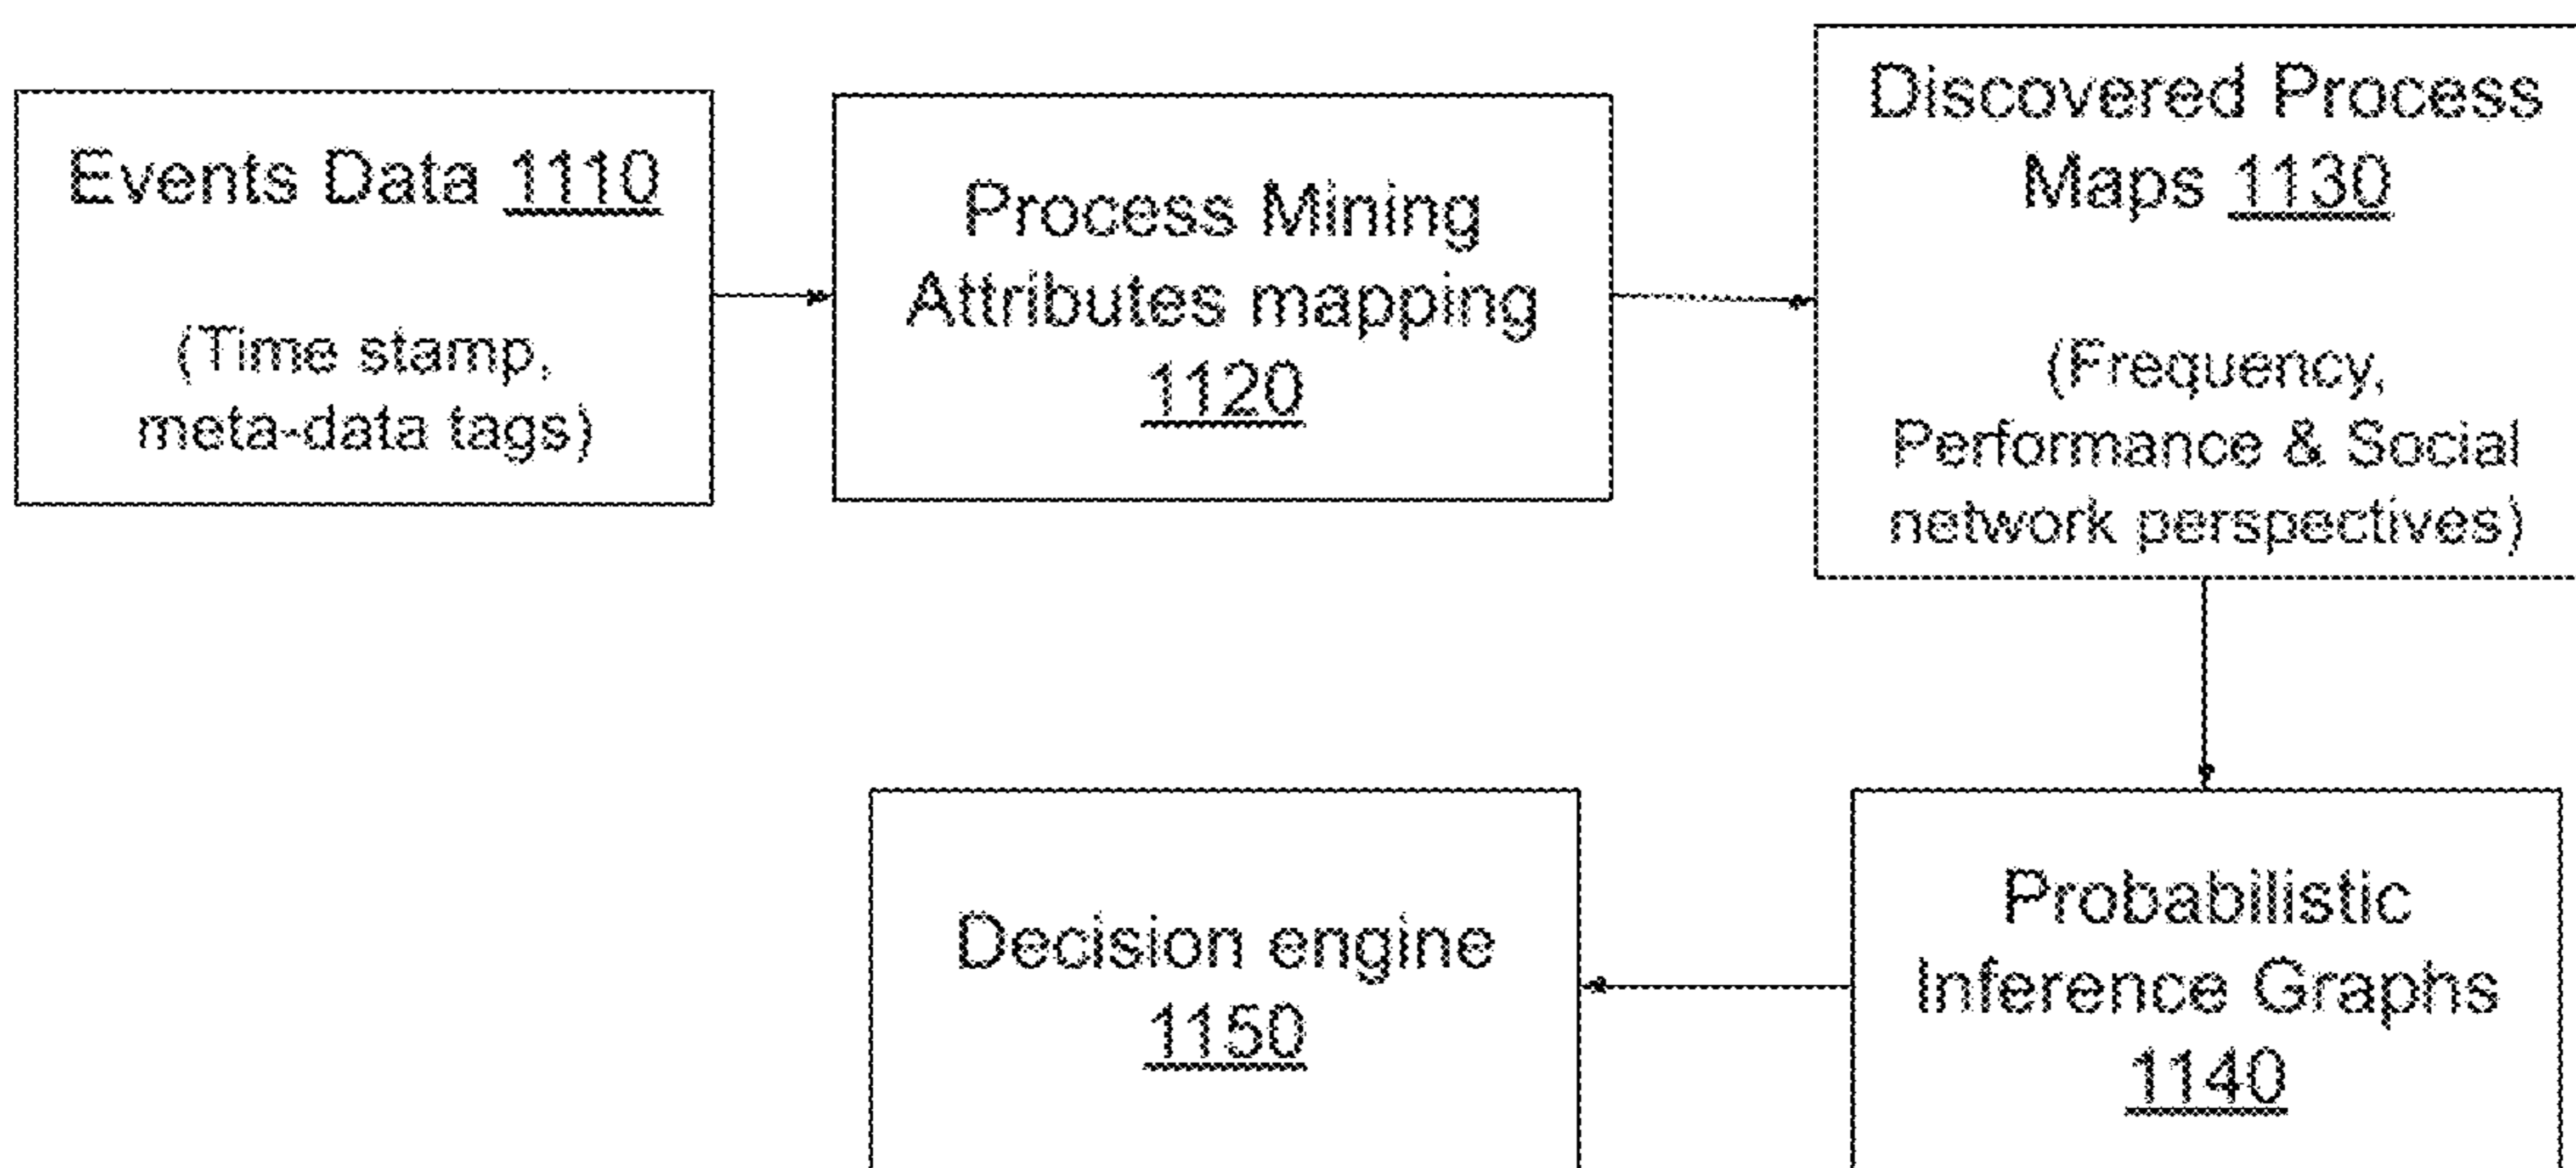 Events Data 1110
(Time stamp,
meta-data tags)
Process Mining
Attributes mapping
1120
Discovered Process
Maps 1130
(Frequency,
Performance & Social
network perspectives)
Probabilistic
Inference Graphs
1140
Decision engine
1150